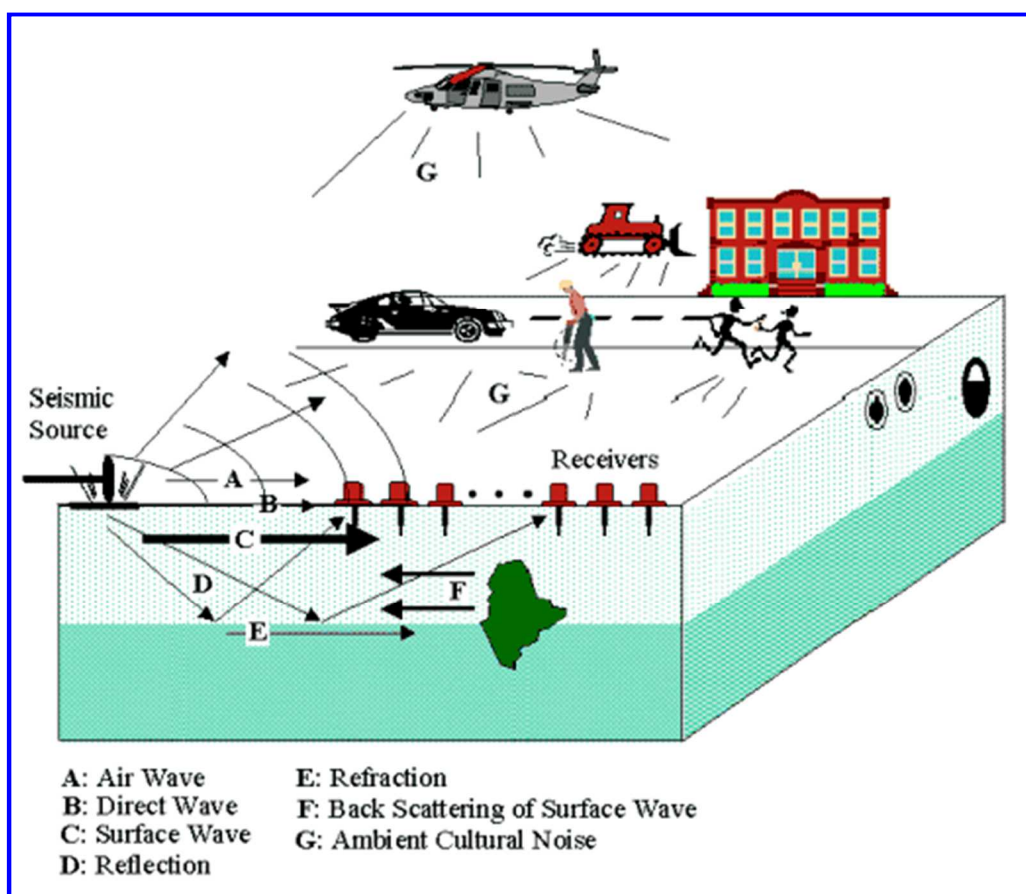 G
Seismic
Source
G
Receivers
A
B
C
D
F
E
A: Air Wave
B: Direct Wave
C: Surface Wave
D: Reflection
E: Refraction
F: Back Scattering of Surface Wave
G: Ambient Cultural Noise